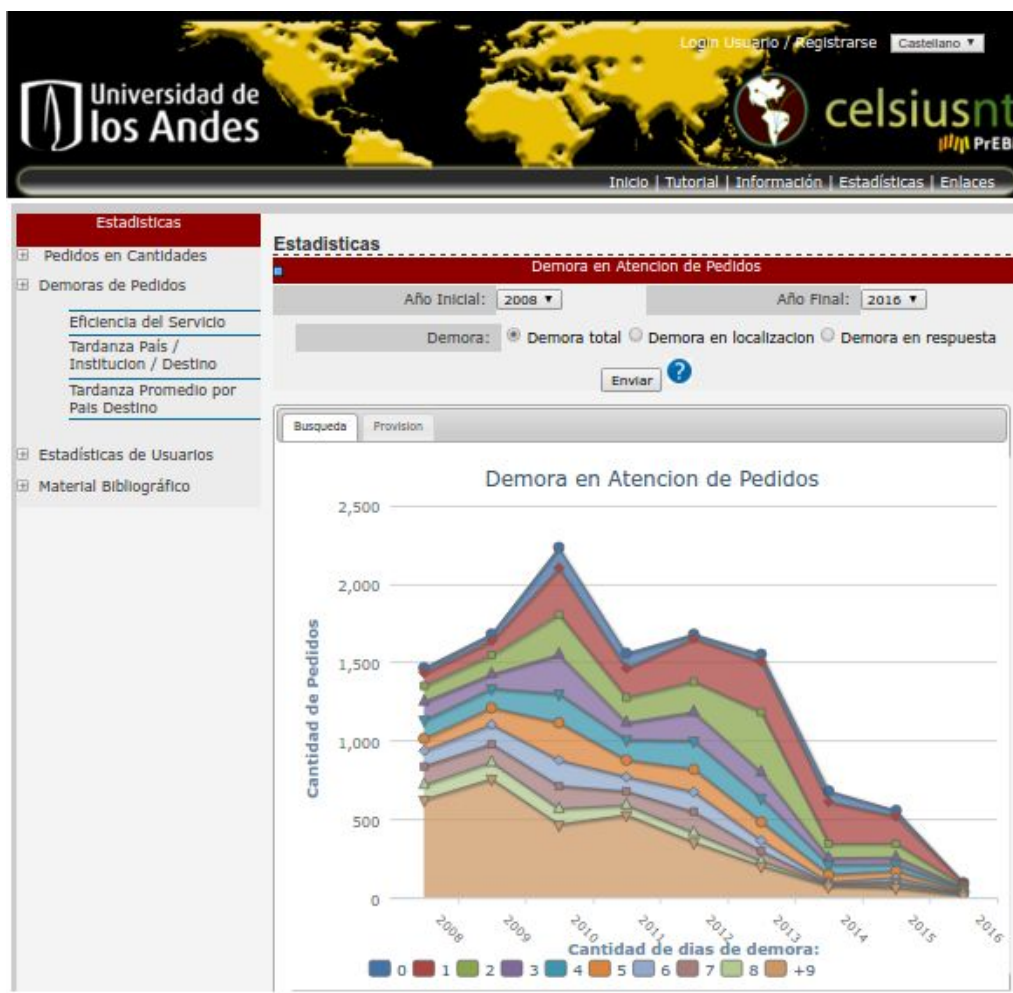 Login Usuario / Registrarse Castellano
Universidad de
los Andes
celsiusnt
PrEB
Inicio | Tutorial | Información | Estadísticas | Enlaces
Estadisticas
Pedidos en Cantidades
Demoras de Pedidos
Eficiencia del Servicio
Tardanza País /
Institucion / Destino
Tardanza Promedio por
Pais Destino
Estadísticas de Usuarios
Material Bibliográfico
Estadisticas
Demora en Atencion de Pedidos
Año Inicial: 2008 Año Final: 2016
Demora: Demora total Demora en localizacion Demora en respuesta
Enviar ?
Busqueda Provision
Demora en Atencion de Pedidos
2,500
2,000
1,500
1,000
500
0
Cantidad de Pedidos
2008 2009 2010 2011 2012 2013 2014 2015 2016
Cantidad de dias de demora:
0 1 2 3 4 5 6 7 8 +9